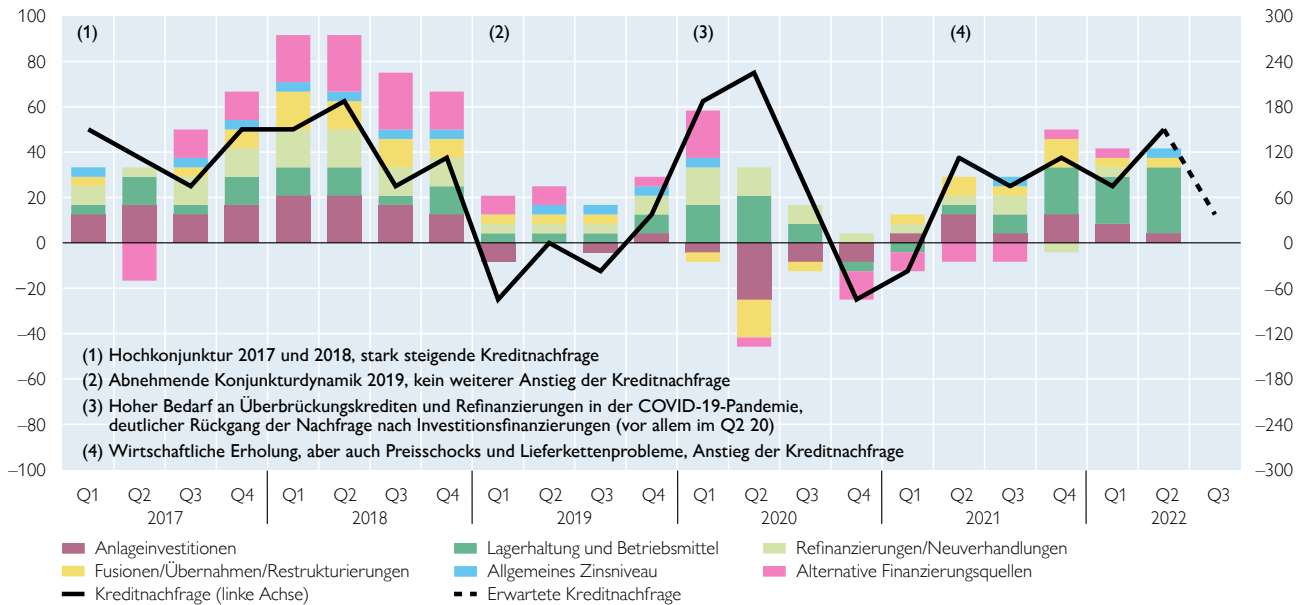 100 300
(1) (2) (3) (4)
80 240
60 180
40 120
20 60
0 0
–20 –60
–40 –120
–60 –180
–80 –240
–100 –300
(1) Hochkonjunktur 2017 und 2018, stark steigende Kreditnachfrage
(2) Abnehmende Konjunkturdynamik 2019, kein weiterer Anstieg der Kreditnachfrage
(3) Hoher Bedarf an Überbrückungskrediten und Refinanzierungen in der COVID-19-Pandemie,
deutlicher Rückgang der Nachfrage nach Investitionsfinanzierungen (vor allem im Q2 20)
(4) Wirtschaftliche Erholung, aber auch Preisschocks und Lieferkettenprobleme, Anstieg der Kreditnachfrage
Q1 Q2 Q3 Q4 Q1 Q2 Q3 Q4 Q1 Q2 Q3 Q4 Q1 Q2 Q3 Q4 Q1 Q2 Q3 Q4 Q1 Q2 Q3
2017 2018 2019 2020 2021 2022
Anlageinvestitionen Lagerhaltung und Betriebsmittel Refinanzierungen/Neuverhandlungen
Fusionen/Übernahmen/Restrukturierungen Allgemeines Zinsniveau Alternative Finanzierungsquellen
Kreditnachfrage (linke Achse) Erwartete Kreditnachfrage